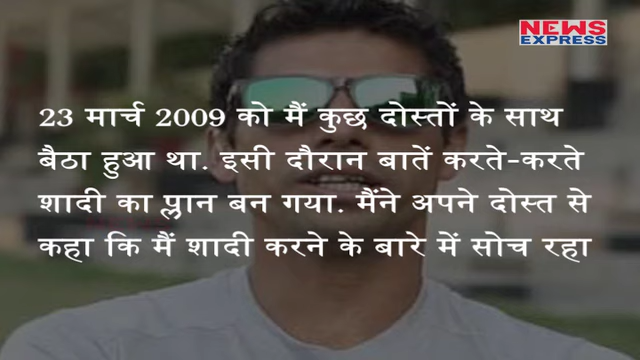 NEWS
EXPRESS
23 मार्च 2009 को मैं कुछ दोस्तों के साथ
बैठा हुआ था. इसी दौरान बातें करते-करते
शादी का प्लान बन गया. मैंने अपने दोस्त से
कहा कि मैं शादी करने के बारे में सोच रहा